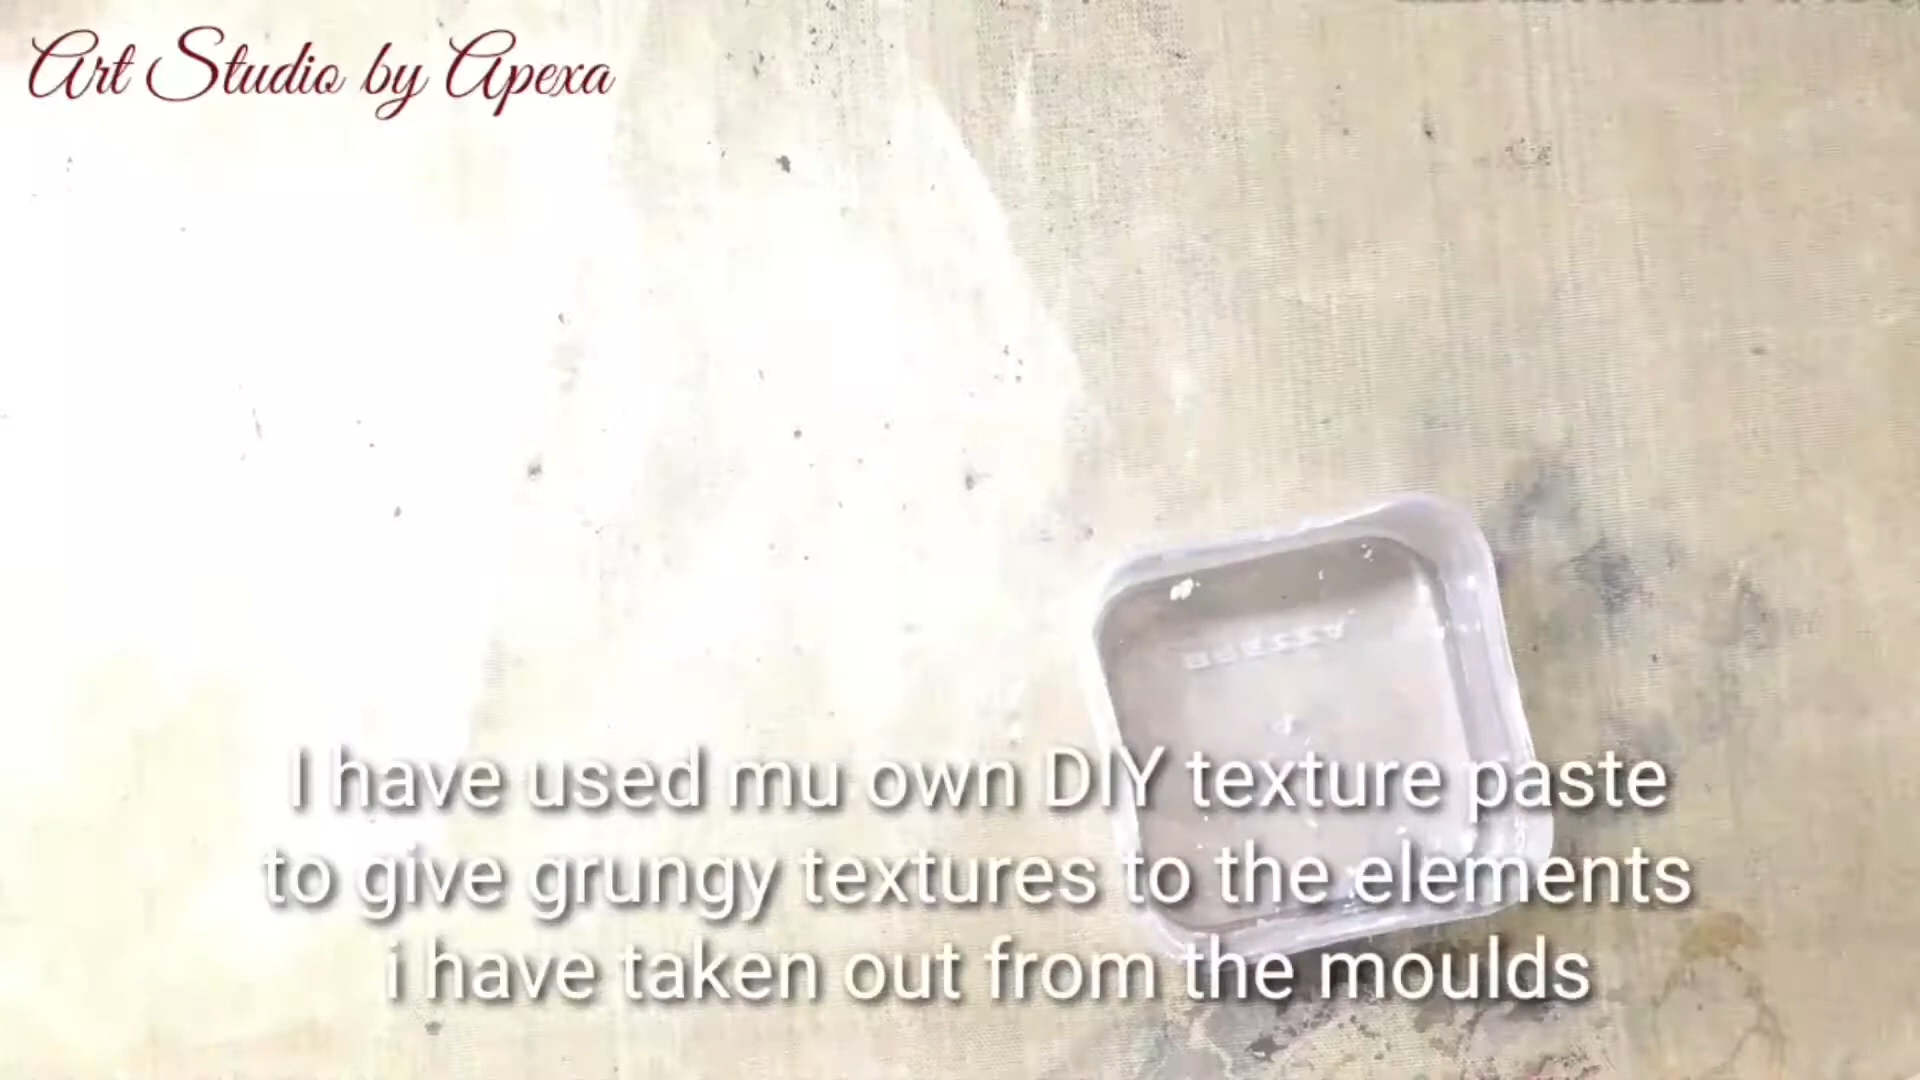 Art Studio by Apexa
I have used mu own DIY texture paste
to give grungy textures to the elements
i have taken out from the moulds